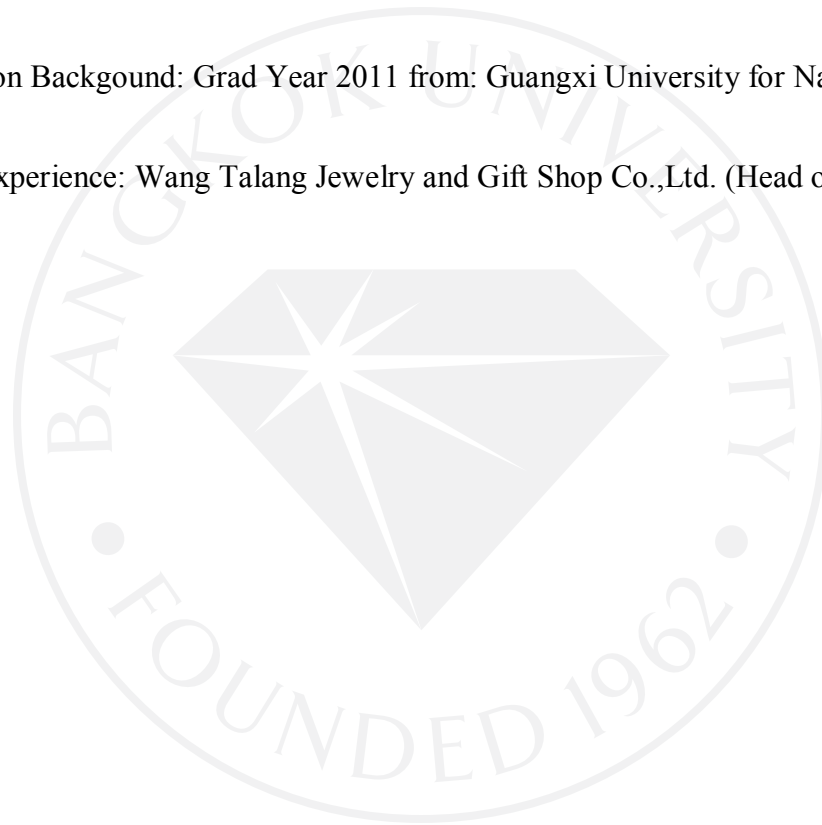 on Backgound: Grad Year 2011 from: Guangxi University for Na
xperience: Wang Talang Jewelry and Gift Shop Co.,Ltd. (Head o
BANGKOK UNIVERSITY
FOUNDED 1962